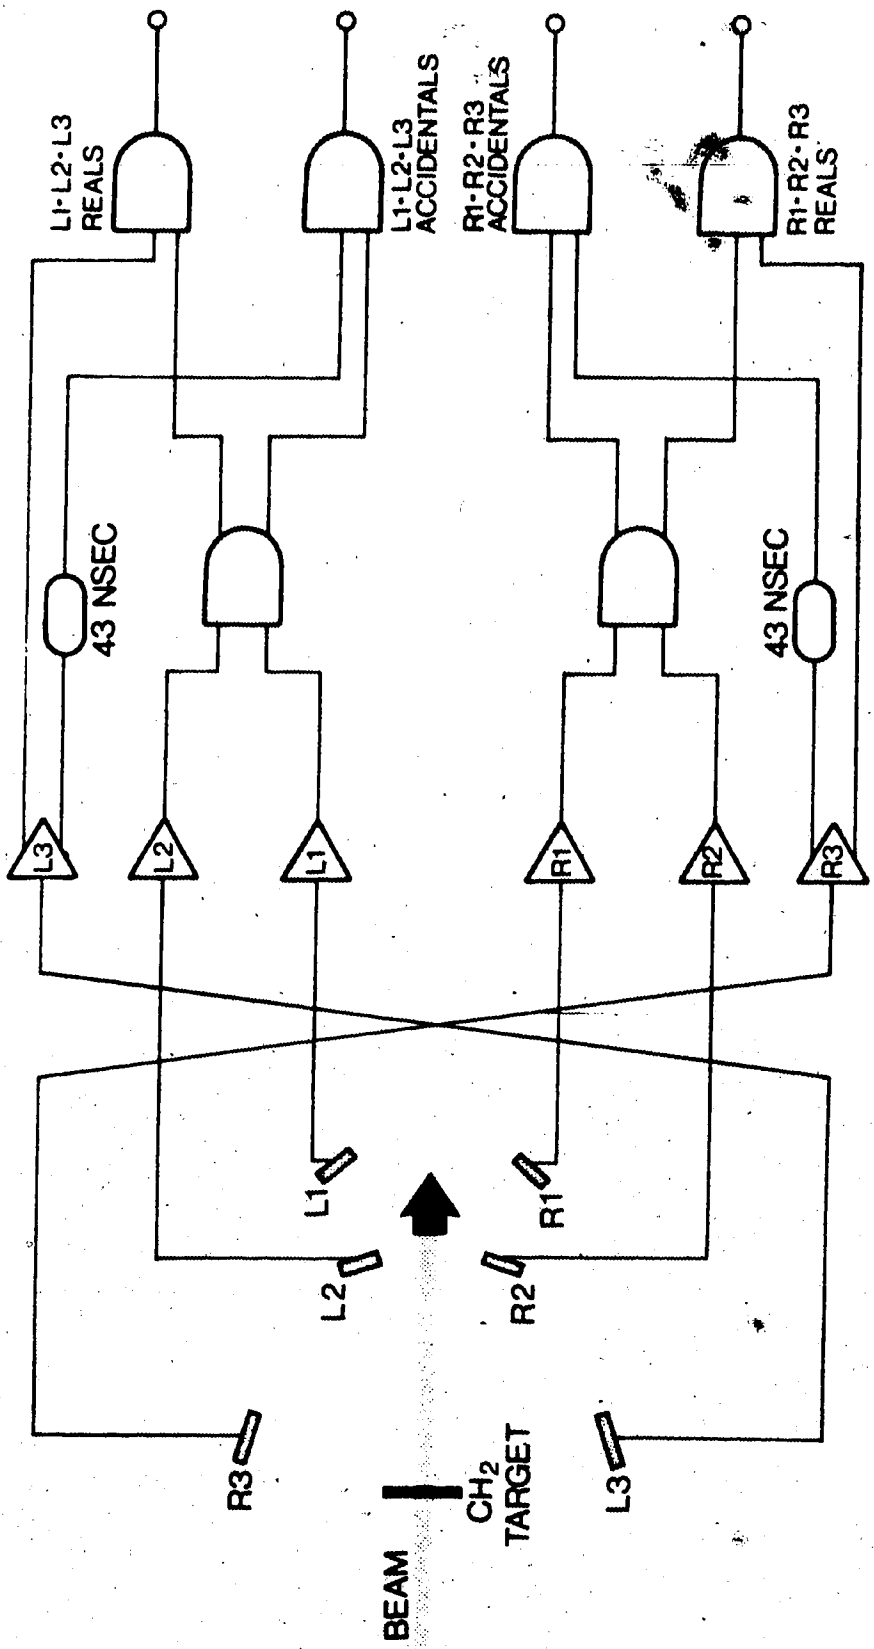 L1·L2·L3
REALS
L1·L2·L3
ACCIDENTALS
R1·R2·R3
ACCIDENTALS
R1·R2·R3
REALS
43 NSEC
43 NSEC
L3
L2
L1
R1
R2
R3
L1
R1
L2
R2
R3
L3
CH2
TARGET
BEAM